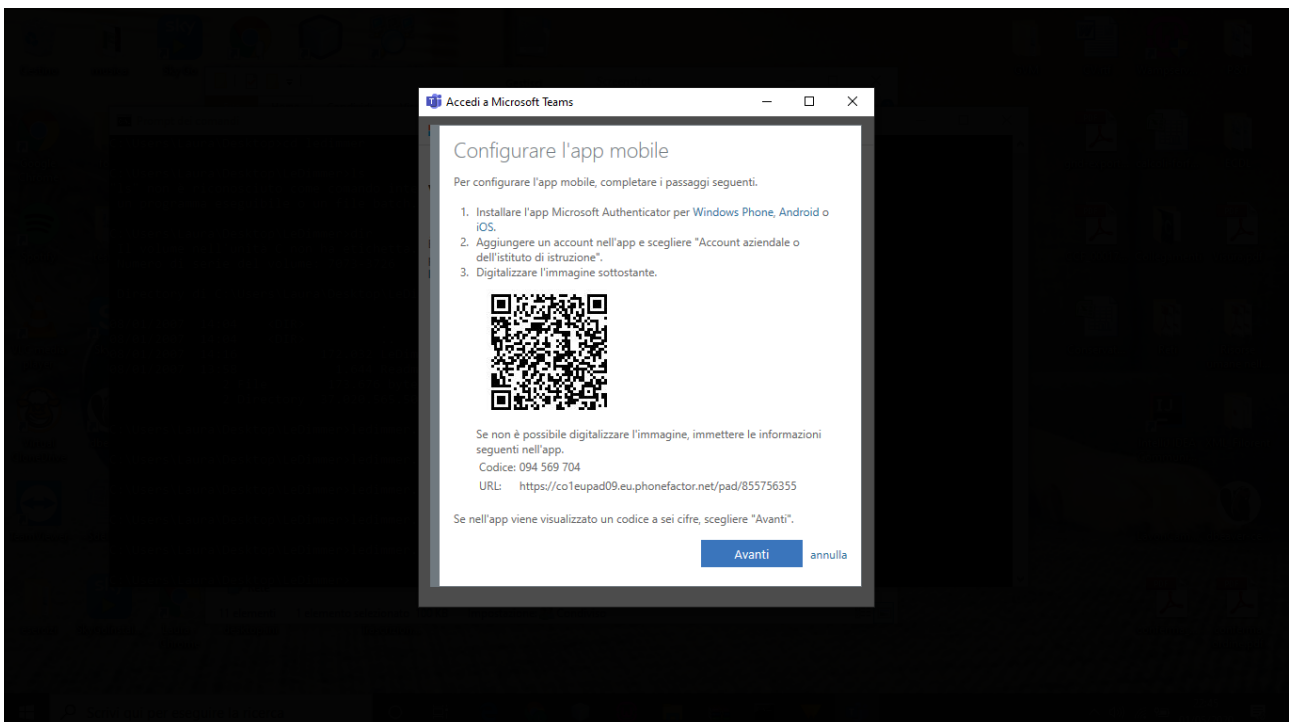 Accedi a Microsoft Teams
Configurare l'app mobile
Per configurare l'app mobile, completare i passaggi seguenti.
1. Installare l'app Microsoft Authenticator per Windows Phone, Android o
iOS.
2. Aggiungere un account nell'app e scegliere "Account aziendale o
dell'istituto di istruzione".
3. Digitalizzare l'immagine sottostante.
Se non è possibile digitalizzare l'immagine, immettere le informazioni
seguenti nell'app.
Codice: 094 569 704
URL: https://co1eupad09.eu.phonefactor.net/pad/855756355
Se nell'app viene visualizzato un codice a sei cifre, scegliere "Avanti".
Avanti
annulla